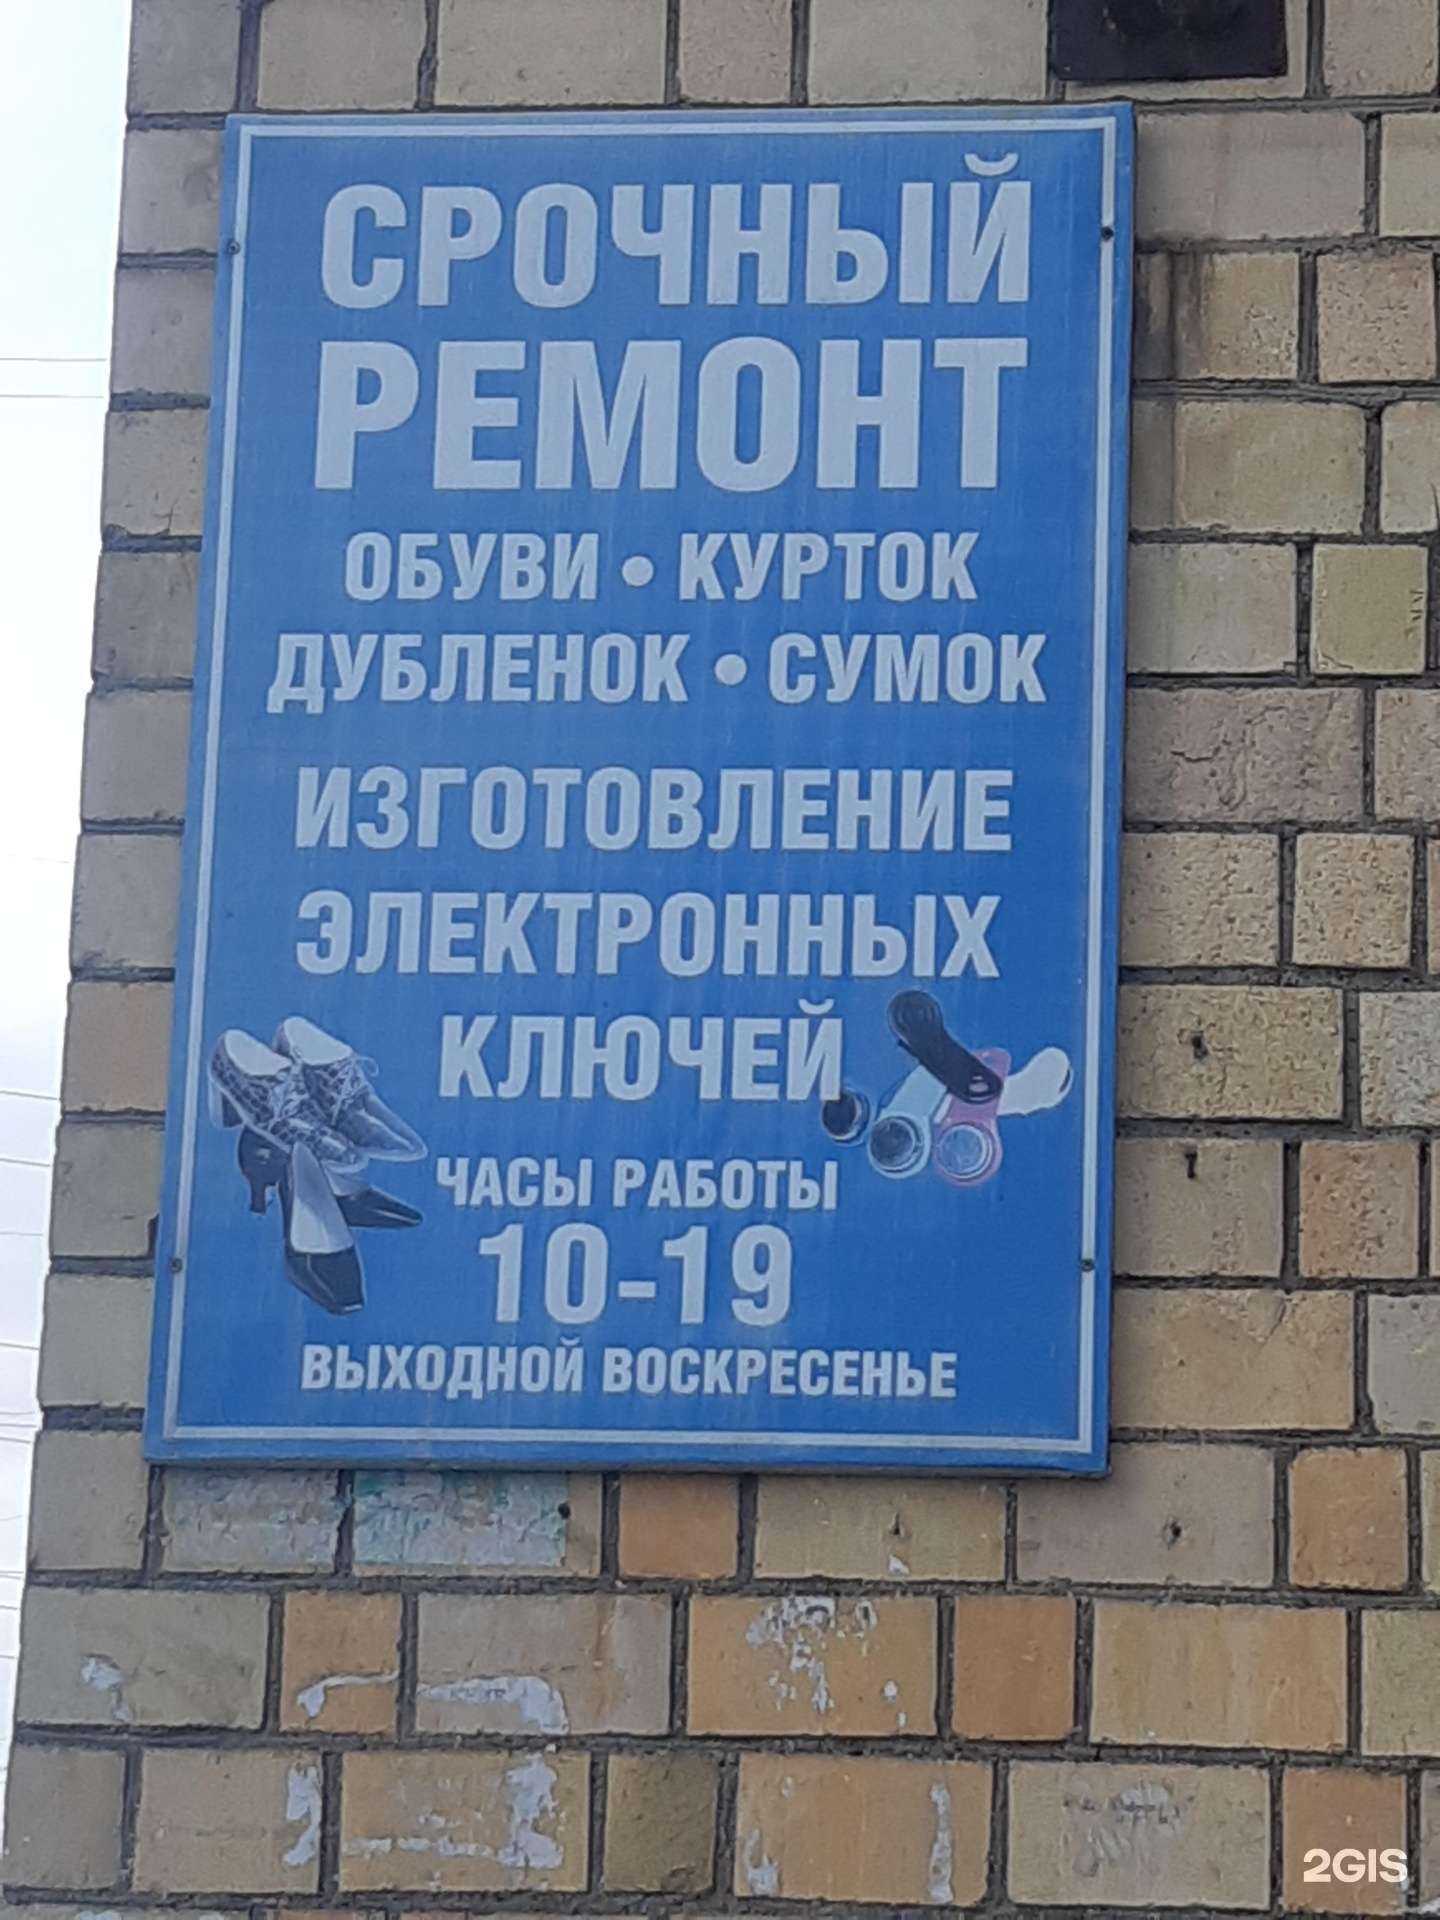 СРОЧНЫЙ
РЕМОНТ
ОБУВИ • КУРТОК
ДУБЛЕНОК • СУМОК
ИЗГОТОВЛЕНИЕ
ЭЛЕКТРОННЫХ
КЛЮЧЕЙ
ЧАСЫ РАБОТЫ
10-19
ВЫХОДНОЙ ВОСКРЕСЕНЬЕ
2GIS